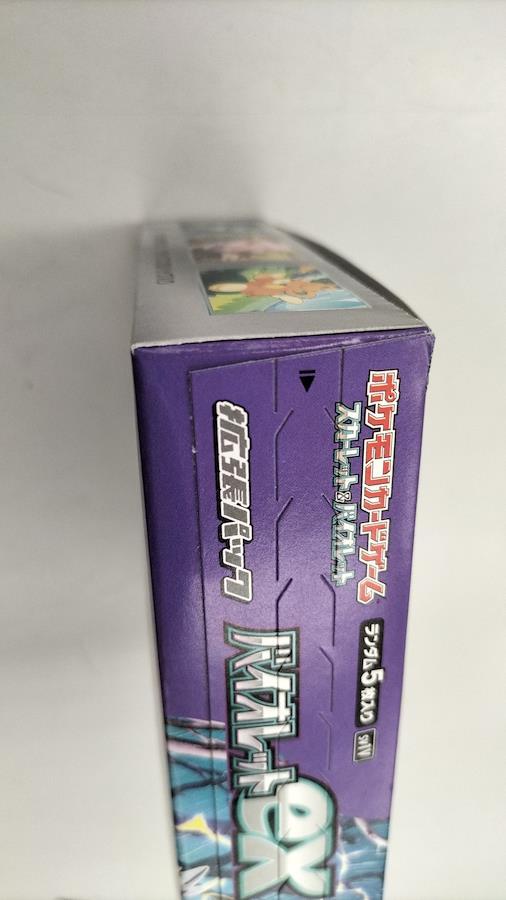 ポケモンカードゲーム
スカーレット&バイオレット
拡張パック
ランダム5枚入り
SV1V
バイオレットex